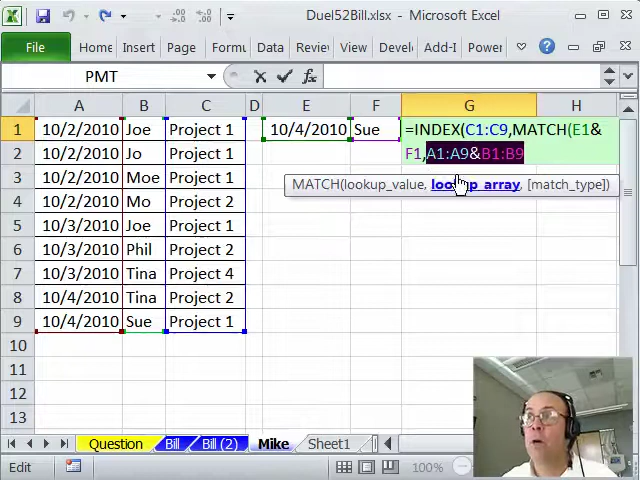 Duel52Bill.xlsx - Microsoft Excel
File Home Insert Page Formu Data Review View Develo Add-I Power
PMT
A B C D E F G H
1 10/2/2010 Joe Project 1 10/4/2010 Sue =INDEX(C1:C9,MATCH(E1&
2 10/2/2010 Jo Project 1 F1,A1:A9&B1:B9
3 10/2/2010 Moe Project 1 MATCH(lookup_value, lookup_array, [match_type])
4 10/2/2010 Mo Project 2
5 10/3/2010 Joe Project 1
6 10/3/2010 Phil Project 2
7 10/3/2010 Tina Project 4
8 10/4/2010 Tina Project 2
9 10/4/2010 Sue Project 1
10
11
12
13
Question Bill Bill (2) Mike Sheet1
Edit 100%